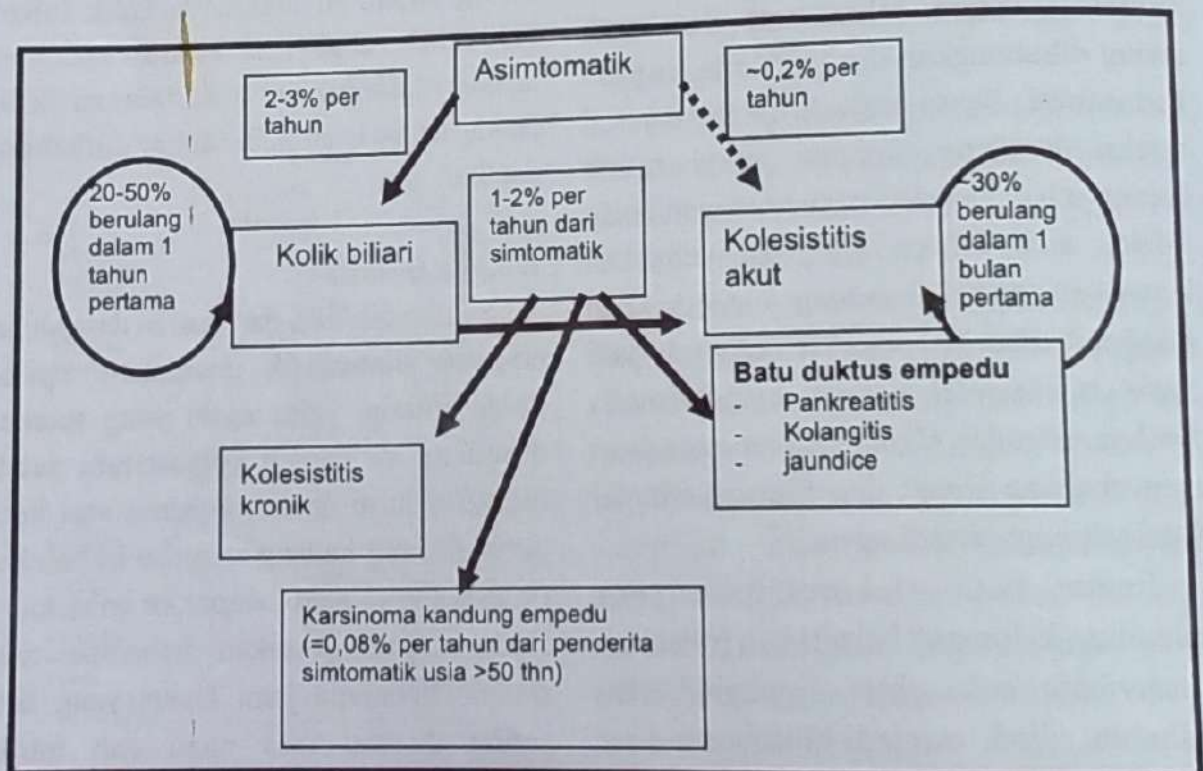 Asimtomatik
2-3% per
tahun
~0,2% per
tahun
20-50%
berulang
dalam 1
tahun
pertama
Kolik biliari
1-2% per
tahun dari
simtomatik
Kolesistitis
akut
~30%
berulang
dalam 1
bulan
pertama
Batu duktus empedu
- Pankreatitis
- Kolangitis
- jaundice
Kolesistitis
kronik
Karsinoma kandung empedu
(=0,08% per tahun dari penderita
simtomatik usia >50 thn)